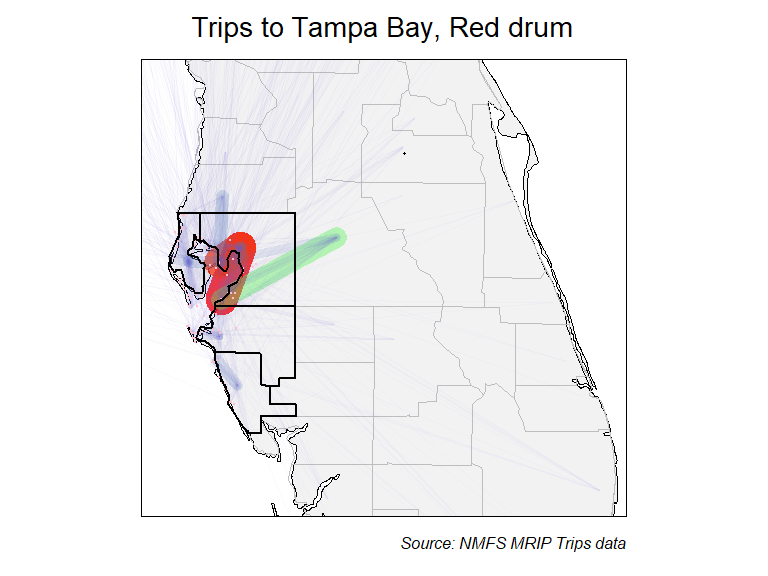 Trips to Tampa Bay, Red drum
Source: NMFS MRIP Trips data